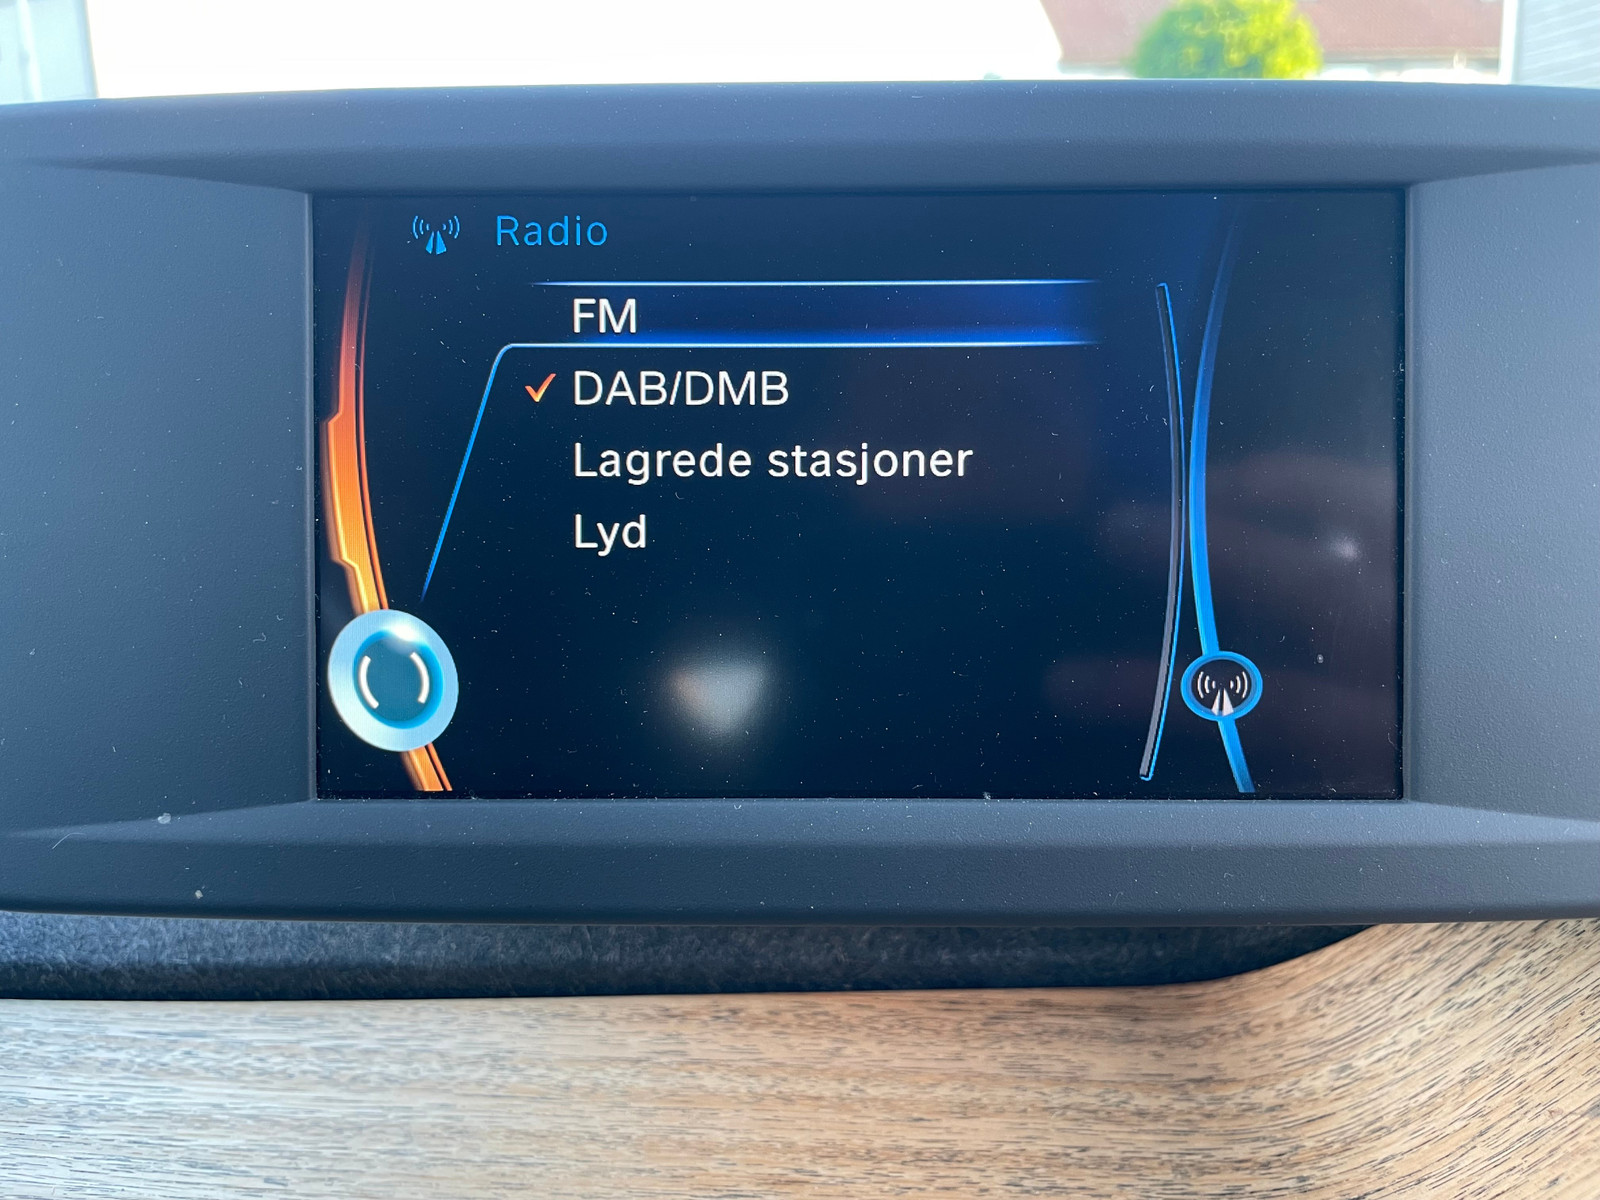 Radio
FM
DAB/DMB
Lagrede stasjoner
Lyd